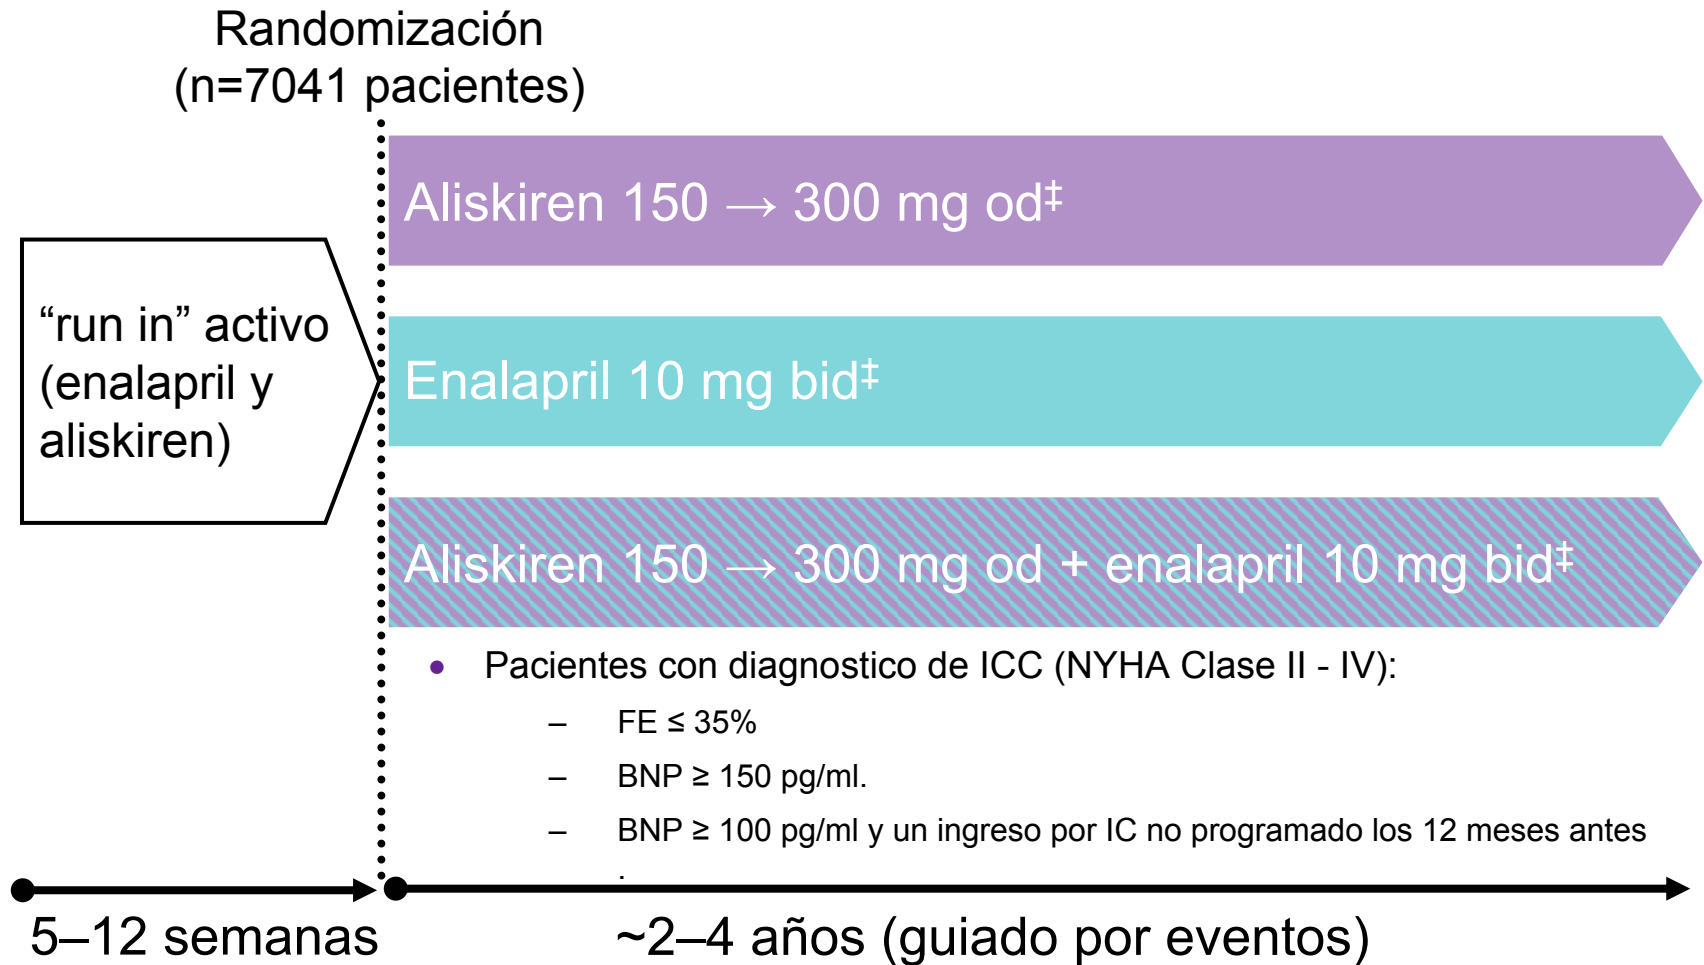 Randomización
(n=7041 pacientes)
Aliskiren 150 → 300 mg od‡
“run in” activo
(enalapril y
aliskiren)
Enalapril 10 mg bid‡
Aliskiren 150 → 300 mg od + enalapril 10 mg bid‡
• Pacientes con diagnostico de ICC (NYHA Clase II - IV):
– FE ≤ 35%
– BNP ≥ 150 pg/ml.
– BNP ≥ 100 pg/ml y un ingreso por IC no programado los 12 meses antes
.
5–12 semanas
~2–4 años (guiado por eventos)